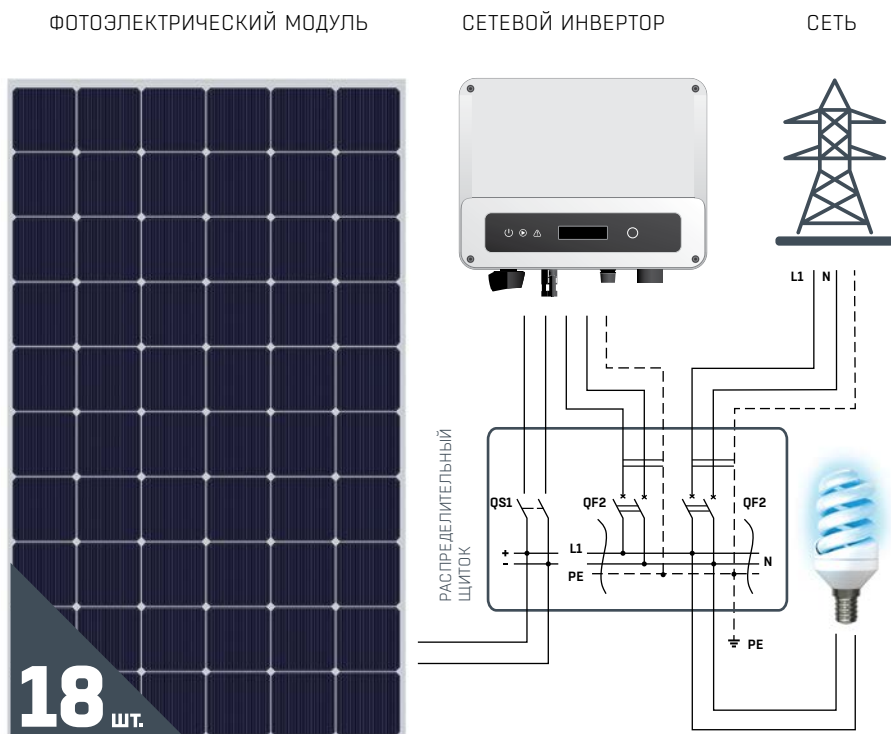 ФОТОЭЛЕКТРИЧЕСКИЙ МОДУЛЬ
СЕТЕВОЙ ИНВЕРТОР
СЕТЬ
L1 N
РАСПРЕДЕЛИТЕЛЬНЫЙ
ЩИТОК
QS1
QF2
QF2
+
-
L1
N
PE
PE
18 шт.